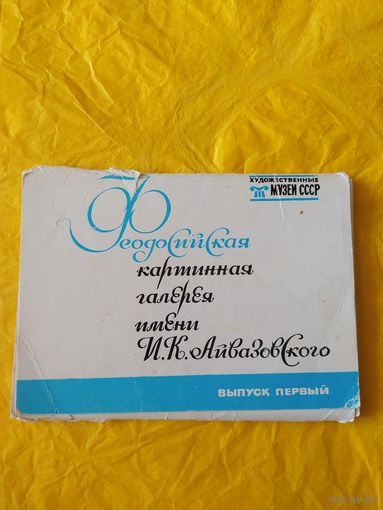 ХУДОЖЕСТВЕННЫЕ
МУЗЕИ СССР
Феодосийская
картинная
галерея
имени
И.К.Айвазовского
ВЫПУСК ПЕРВЫЙ